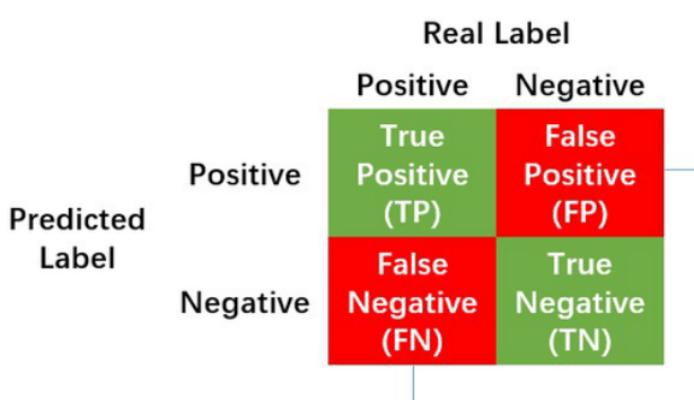 Real Label
Positive Negative
True False
Positive Positive Positive
(TP) (FP)
Predicted
Label
False True
Negative Negative Negative
(FN) (TN)